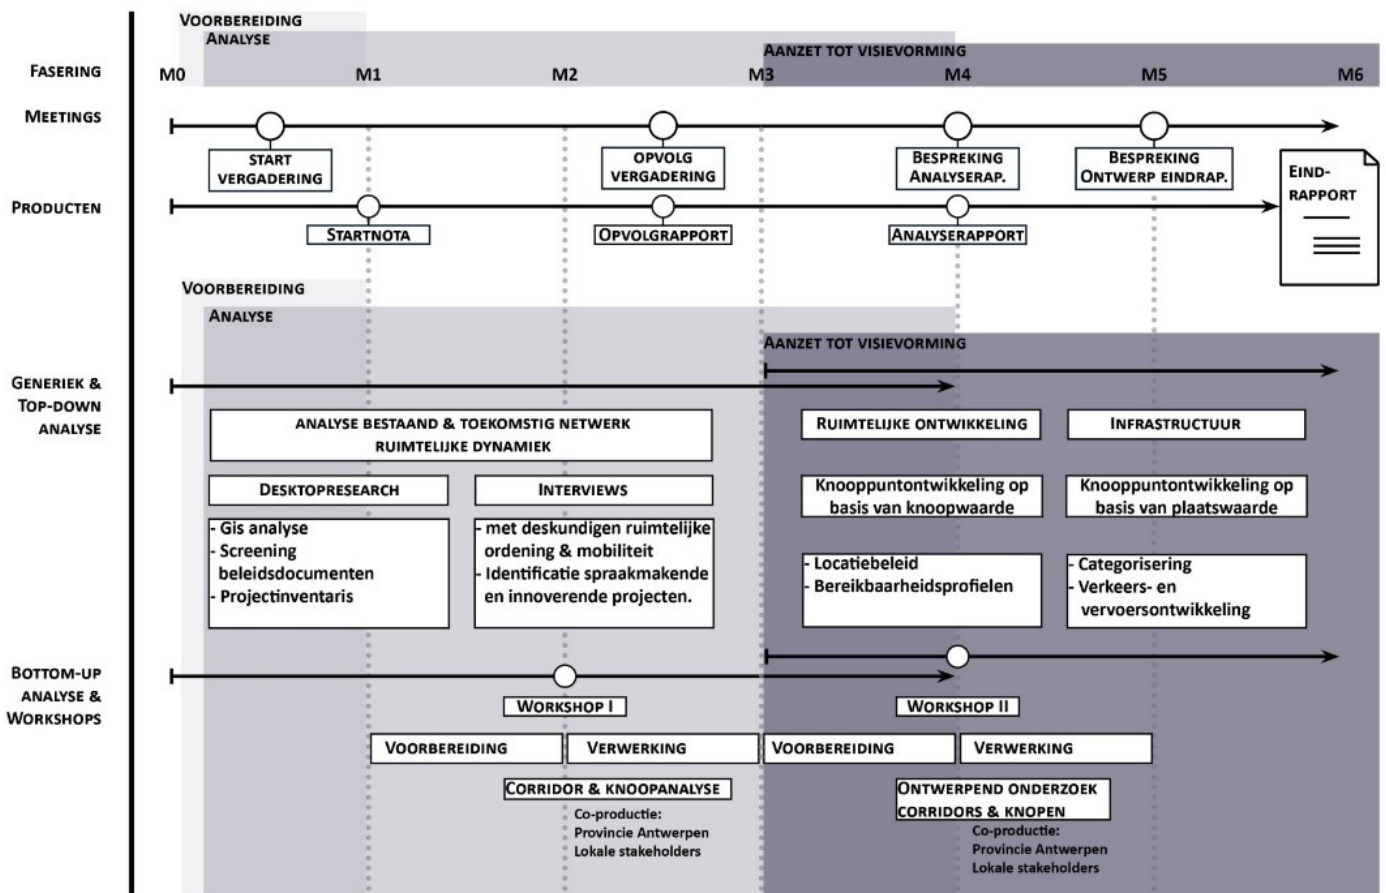 VOORBEREIDING
ANALYSE
AANZET TOT VISIEVORMING
FASERING M0 M1 M2 M3 M4 M5 M6
MEETINGS
START
VERGADERING
OPVOLG
VERGADERING
BESPREKING
ANALYSERAP.
BESPREKING
ONTWERP EINDRAP.
EIND-
RAPPORT
PRODUCTEN
STARTNOTA
OPVOLGRAPPORT
ANALYSERAPPORT
VOORBEREIDING
ANALYSE
AANZET TOT VISIEVORMING
GENERIEK &
TOP-DOWN
ANALYSE
ANALYSE BESTAAND & TOEKOMSTIG NETWERK
RUIMTELIJKE DYNAMIEK
RUIMTELIJKE ONTWIKKELING
INFRASTRUCTUUR
DESKTOPRESEARCH
INTERVIEWS
Knooppuntontwikkeling op
basis van knoopwaarde
Knooppuntontwikkeling op
basis van plaatswaarde
- Gis analyse
- Screening
beleidsdocumenten
- Projectinventaris
- met deskundigen ruimtelijke
ordening & mobiliteit
- Identificatie spraakmakende
en innoverende projecten.
- Locatiebeleid
- Bereikbaarheidsprofielen
- Categorisering
- Verkeers- en
vervoersontwikkeling
BOTTOM-UP
ANALYSE &
WORKSHOPS
WORKSHOP I
WORKSHOP II
VOORBEREIDING
VERWERKING
VOORBEREIDING
VERWERKING
CORRIDOR & KNOOPANALYSE
Co-productie:
Provincie Antwerpen
Lokale stakeholders
ONTWERPEND ONDERZOEK
CORRIDORS & KNOPEN
Co-productie:
Provincie Antwerpen
Lokale stakeholders